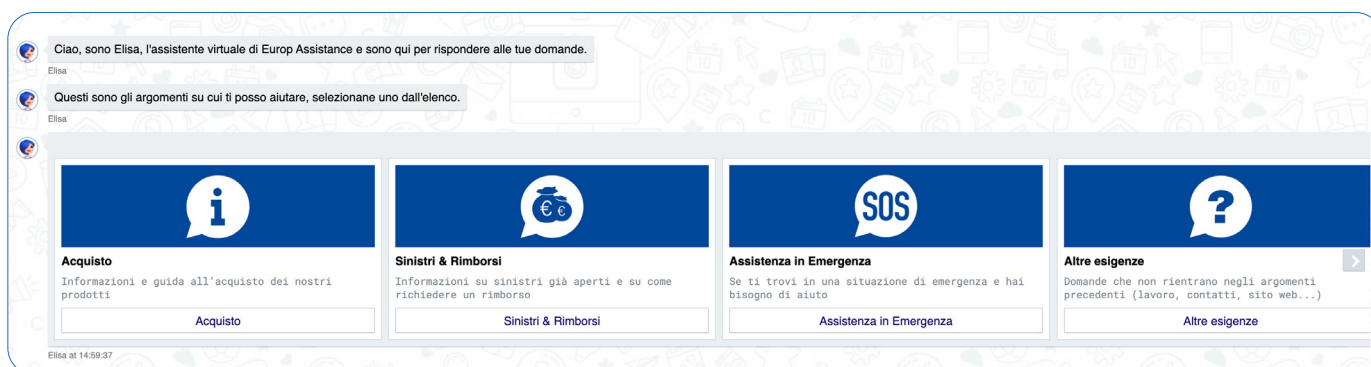 Ciao, sono Elisa, l'assistente virtuale di Europ Assistance e sono qui per rispondere alle tue domande.
Elisa
Questi sono gli argomenti su cui ti posso aiutare, selezionane uno dall'elenco.
Elisa
i
€ €
SOS
?
Acquisto
Informazioni e guida all'acquisto dei nostri
prodotti
Acquisto
Sinistri & Rimborsi
Informazioni su sinistri già aperti e su come
richiedere un rimborso
Sinistri & Rimborsi
Assistenza in Emergenza
Se ti trovi in una situazione di emergenza e hai
bisogno di aiuto
Assistenza in Emergenza
Altre esigenze
Domande che non rientrano negli argomenti
precedenti (lavoro, contatti, sito web...)
Altre esigenze
Elisa at 14:59:37